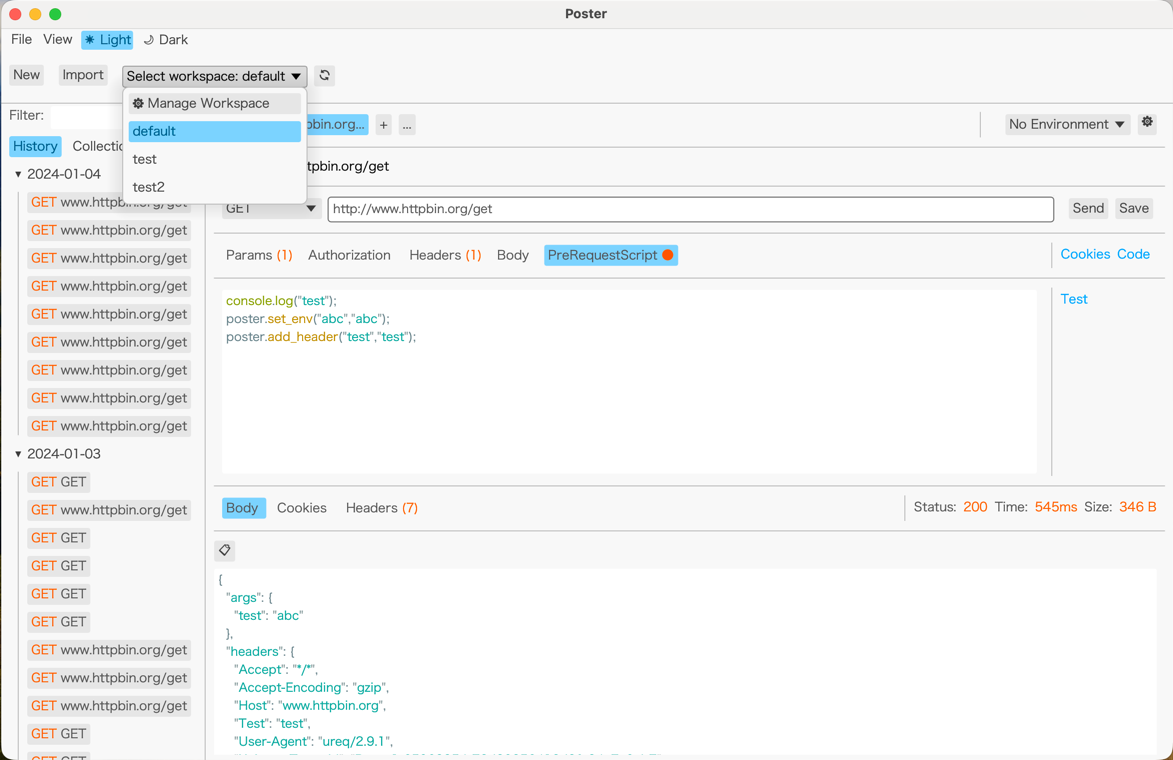 Poster
File View Light Dark
New Import Select workspace: default
Manage Workspace
default
test
test2
Filter:
History
2024-01-04
GET www.httpbin.org/get
GET www.httpbin.org/get
GET www.httpbin.org/get
GET www.httpbin.org/get
GET www.httpbin.org/get
GET www.httpbin.org/get
GET www.httpbin.org/get
GET www.httpbin.org/get
GET www.httpbin.org/get
2024-01-03
GET GET
GET www.httpbin.org/get
GET GET
GET GET
GET GET
GET GET
GET www.httpbin.org/get
GET www.httpbin.org/get
GET www.httpbin.org/get
GET GET
+ ...
No Environment
GET http://www.httpbin.org/get Send Save
Params (1) Authorization Headers (1) Body PreRequestScript Cookies Code
console.log("test");
poster.set_env("abc","abc");
poster.add_header("test","test");
Test
Body Cookies Headers (7) Status: 200 Time: 545ms Size: 346 B
{
"args": {
"test": "abc"
},
"headers": {
"Accept": "*/*",
"Accept-Encoding": "gzip",
"Host": "www.httpbin.org",
"Test": "test",
"User-Agent": "ureq/2.9.1",